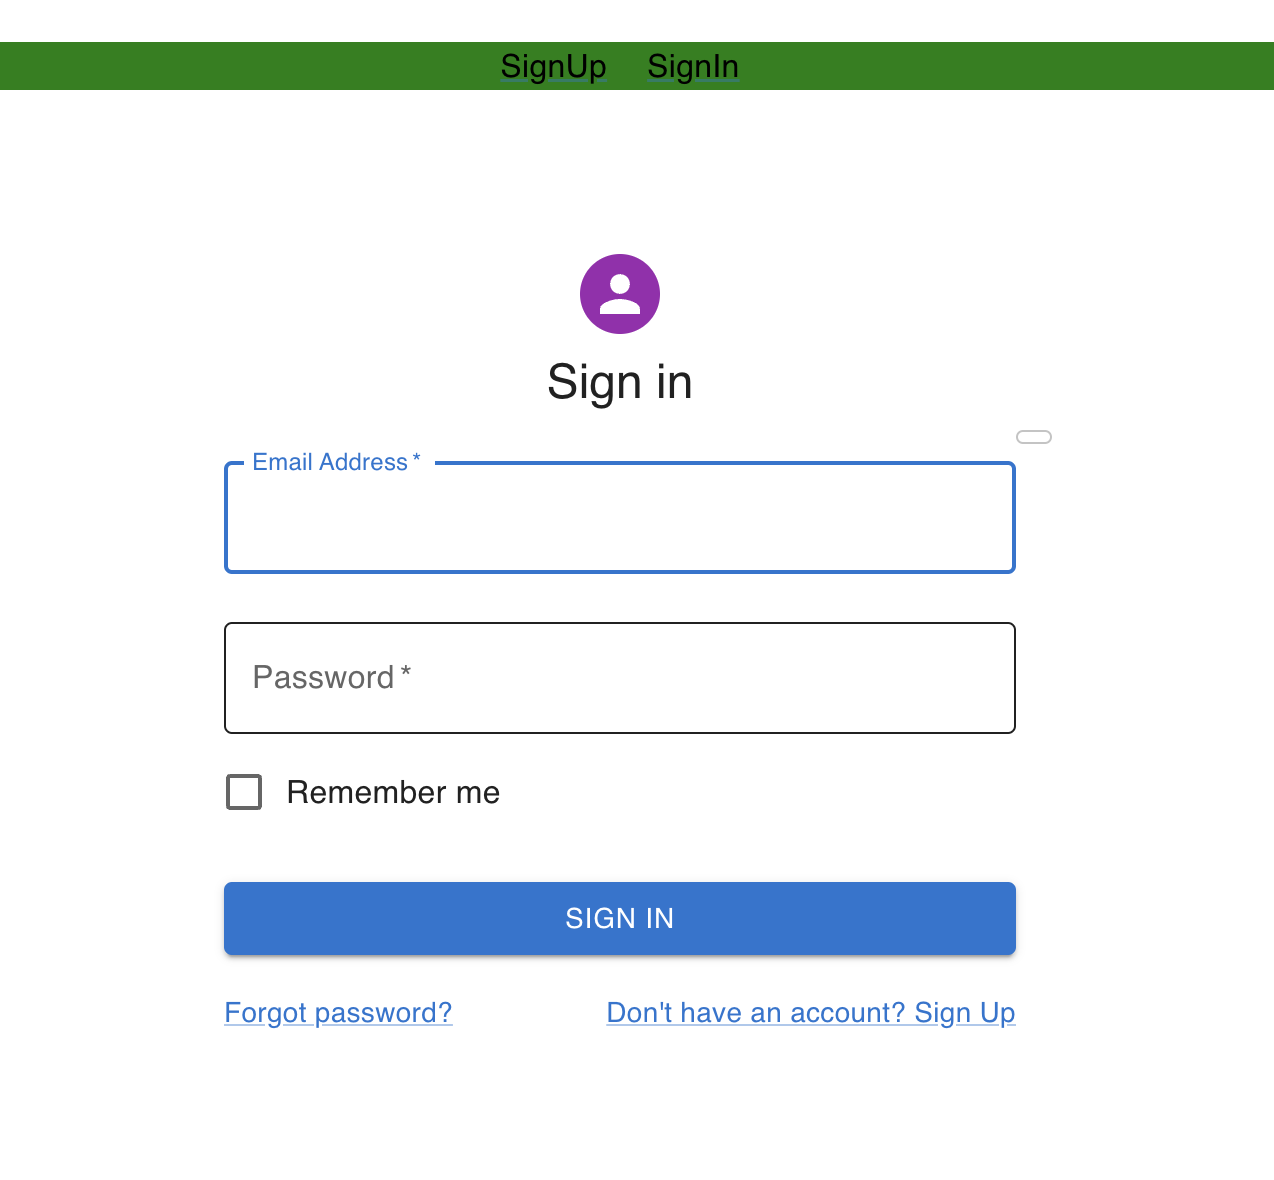 SignUp SignIn
Sign in
Email Address *
Password *
Remember me
SIGN IN
Forgot password? Don't have an account? Sign Up